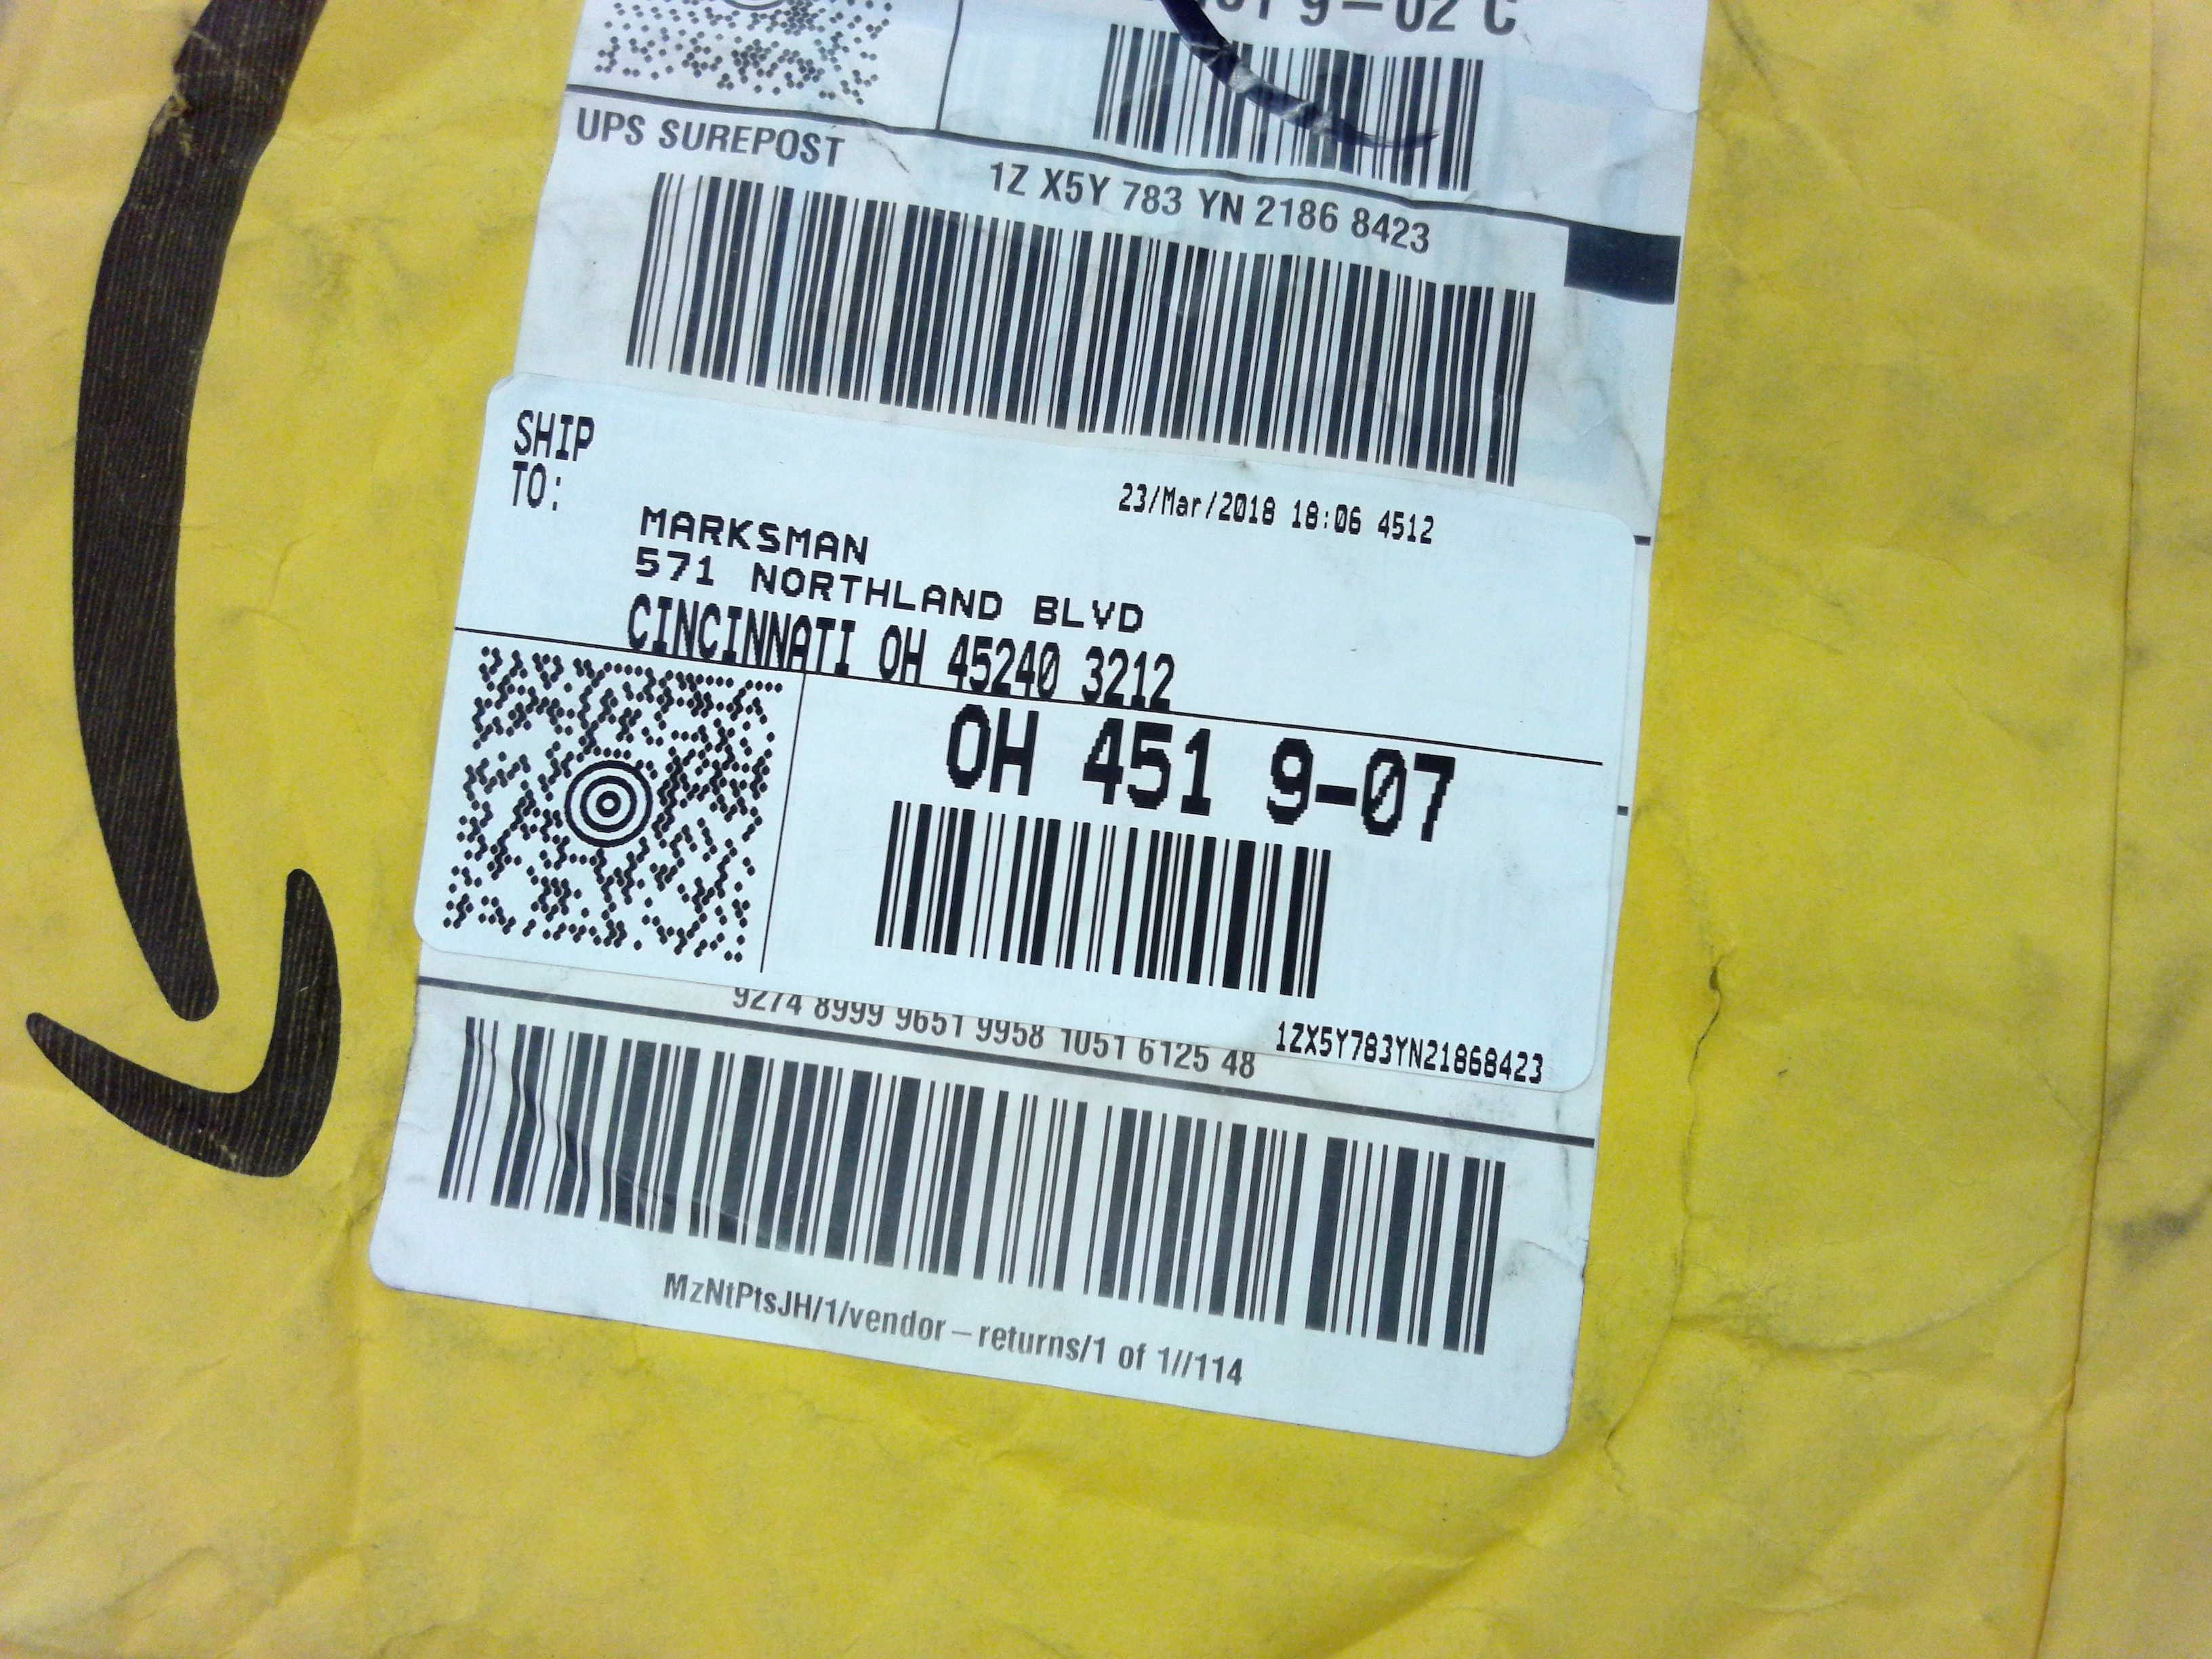 9-02 C
UPS SUREPOST
1Z X5Y 783 YN 2186 8423
SHIP
TO:
23/Mar/2018 18:06 4512
MARKSMAN
571 NORTHLAND BLVD
CINCINNATI OH 45240 3212
OH 451 9-07
9274 8999 9651 9958 1051 6125 48
1ZX5Y783YN21868423
MzNtPtsJH/1/vendor-returns/1 of 1//114